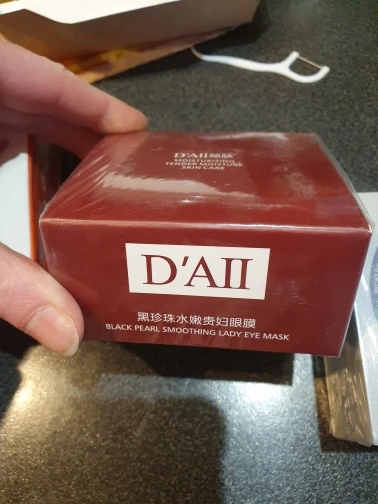 D'AII
MOISTURIZING
TENDER MOISTURE
SKIN CARE
D'AII
黑珍珠水嫩贵妇眼膜
BLACK PEARL SMOOTHING LADY EYE MASK